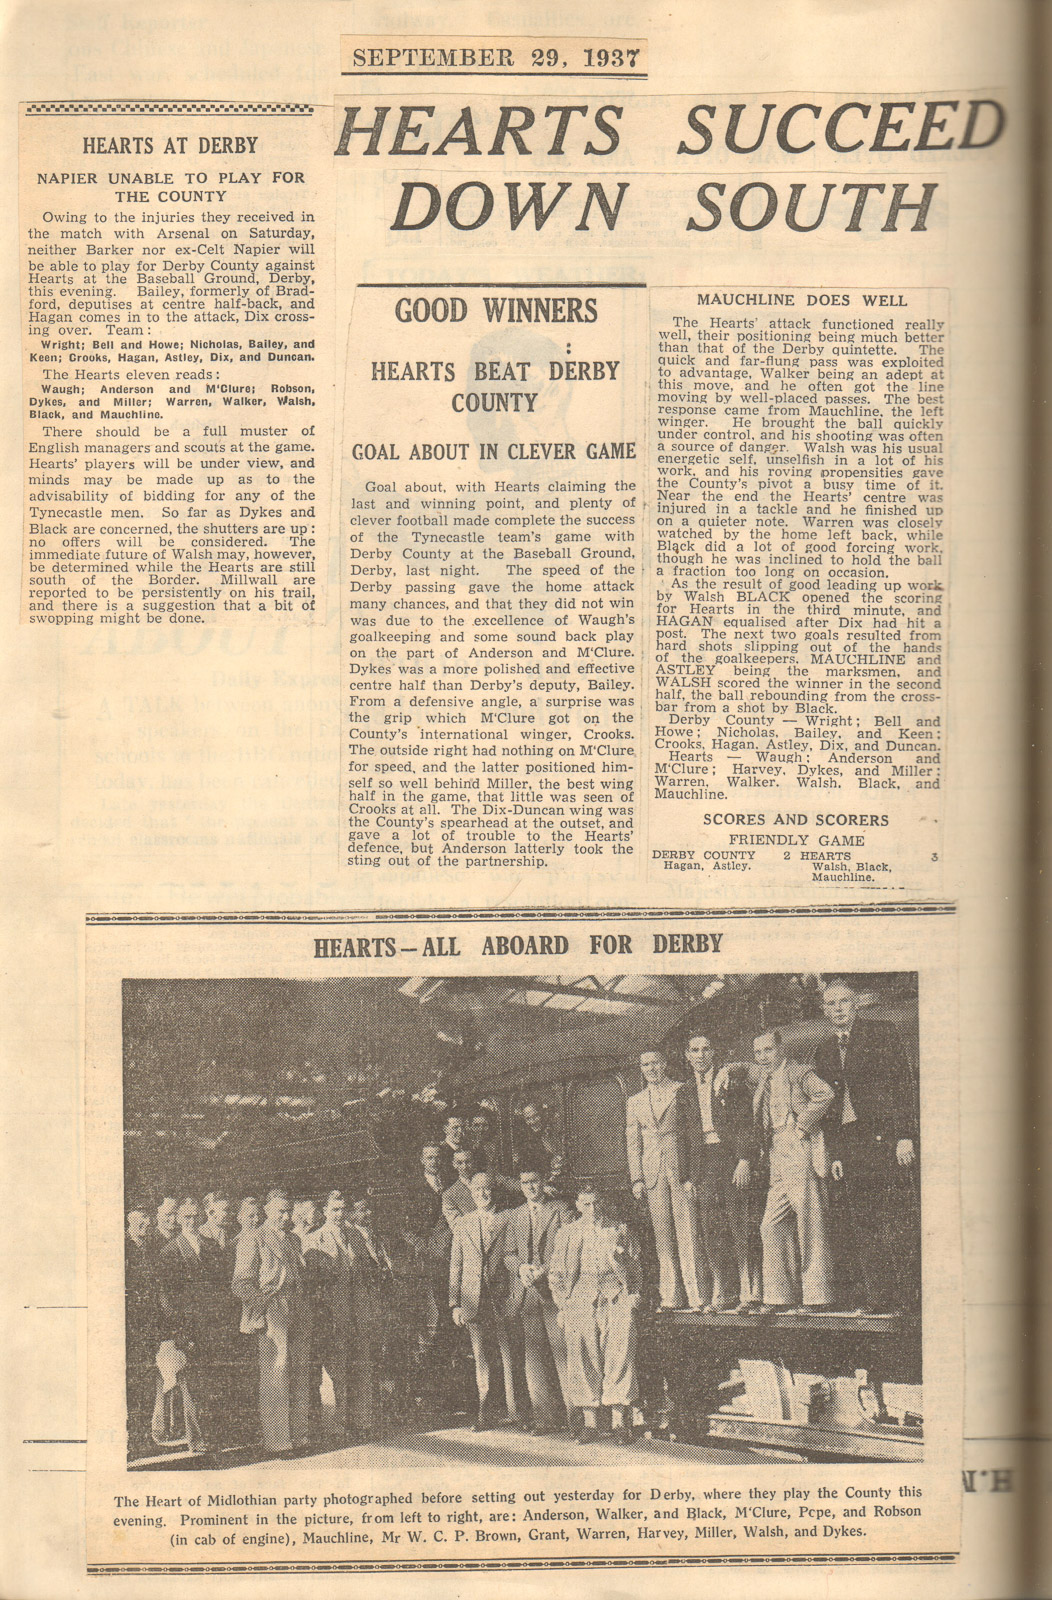 SEPTEMBER 29, 1937
HEARTS SUCCEED
DOWN SOUTH
HEARTS AT DERBY
NAPIER UNABLE TO PLAY FOR
THE COUNTY
Owing to the injuries they received in
the match with Arsenal on Saturday,
neither Barker nor ex-Celt Napier will
be able to play for Derby County against
Hearts at the Baseball Ground, Derby,
this evening. Bailey, formerly of Brad-
ford, deputises at centre half-back, and
Hagan comes in to the attack, Dix cross-
ing over. Team:
Wright; Bell and Howe; Nicholas, Bailey, and
Keen; Crooks, Hagan, Astley, Dix, and Duncan.
The Hearts eleven reads:
Waugh; Anderson and M'Clure; Robson,
Dykes, and Miller; Warren, Walker, Walsh,
Black, and Mauchline.
There should be a full muster of
English managers and scouts at the game.
Hearts' players will be under view, and
minds may be made up as to the
advisability of bidding for any of the
Tynecastle men. So far as Dykes and
Black are concerned, the shutters are up:
no offers will be considered. The
immediate future of Walsh may, however,
be determined while the Hearts are still
south of the Border. Millwall are
reported to be persistently on his trail,
and there is a suggestion that a bit of
swopping might be done.
GOOD WINNERS
HEARTS BEAT DERBY
COUNTY
GOAL ABOUT IN CLEVER GAME
Goal about, with Hearts claiming the
last and winning point, and plenty of
clever football made complete the success
of the Tynecastle team's game with
Derby County at the Baseball Ground,
Derby, last night. The speed of the
Derby passing gave the home attack
many chances, and that they did not win
was due to the excellence of Waugh's
goalkeeping and some sound back play
on the part of Anderson and M'Clure.
Dykes was a more polished and effective
centre half than Derby's deputy, Bailey.
From a defensive angle, a surprise was
the grip which M'Clure got on the
County's international winger, Crooks.
The outside right had nothing on M'Clure
for speed, and the latter positioned him-
self so well behind Miller, the best wing
half in the game, that little was seen of
Crooks at all. The Dix-Duncan wing was
the County's spearhead at the outset, and
gave a lot of trouble to the Hearts'
defence, but Anderson latterly took the
sting out of the partnership.
MAUCHLINE DOES WELL
The Hearts' attack functioned really
well, their positioning being much better
than that of the Derby quintette. The
quick and far-flung pass was exploited
to advantage, Walker being an adept at
this move, and he often got the line
moving by well-placed passes. The best
response came from Mauchline, the left
winger. He brought the ball quickly
under control, and his shooting was often
a source of danger. Walsh was his usual
energetic self, unselfish in a lot of his
work, and his roving propensities gave
the County's pivot a busy time of it.
Near the end the Hearts' centre was
injured in a tackle and he finished up
on a quieter note. Warren was closely
watched by the home left back, while
Black did a lot of good forcing work,
though he was inclined to hold the ball
a fraction too long on occasion.
As the result of good leading up work
by Walsh BLACK opened the scoring
for Hearts in the third minute, and
HAGAN equalised after Dix had hit a
post. The next two goals resulted from
hard shots slipping out of the hands
of the goalkeepers. MAUCHLINE and
ASTLEY being the marksmen, and
WALSH scored the winner in the second
half, the ball rebounding from the cross-
bar from a shot by Black.
Derby County — Wright; Bell and
Howe; Nicholas, Bailey, and Keen;
Crooks, Hagan, Astley, Dix, and Duncan.
Hearts — Waugh; Anderson and
M'Clure; Harvey, Dykes, and Miller;
Warren, Walker, Walsh, Black, and
Mauchline.
SCORES AND SCORERS
FRIENDLY GAME
DERBY COUNTY 2 HEARTS 3
Hagan, Astley. Walsh, Black,
Mauchline.
HEARTS—ALL ABOARD FOR DERBY
The Heart of Midlothian party photographed before setting out yesterday for Derby, where they play the County this
evening. Prominent in the picture, from left to right, are: Anderson, Walker, and Black, M'Clure, Pope, and Robson
(in cab of engine), Mauchline, Mr W. C. P. Brown, Grant, Warren, Harvey, Miller, Walsh, and Dykes.